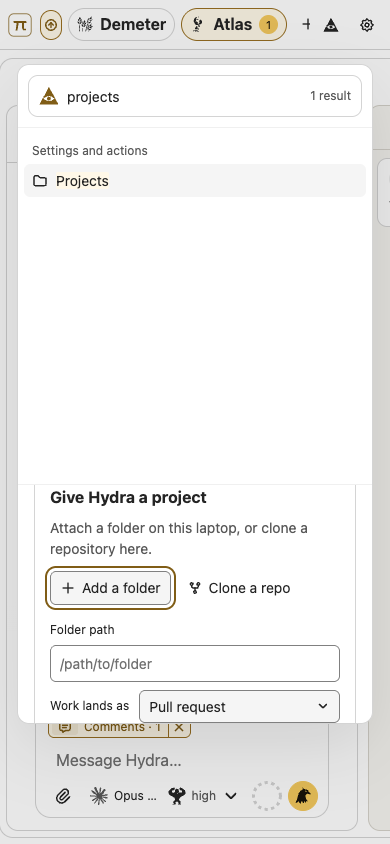 π
Demeter
Atlas 1
projects
1 result
Settings and actions
Projects
Give Hydra a project
Attach a folder on this laptop, or clone a
repository here.
+ Add a folder
Clone a repo
Folder path
/path/to/folder
Work lands as
Pull request
Comments · 1
Message Hydra...
Opus ...
high